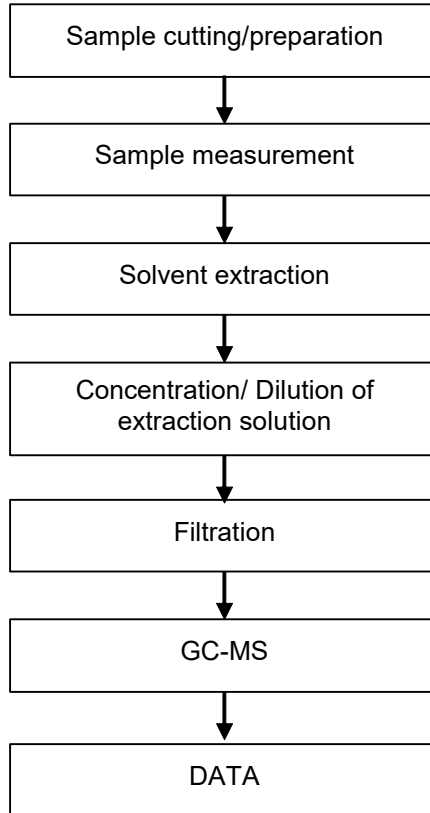 Sample cutting/preparation
Sample measurement
Solvent extraction
Concentration/ Dilution of
extraction solution
Filtration
GC-MS
DATA